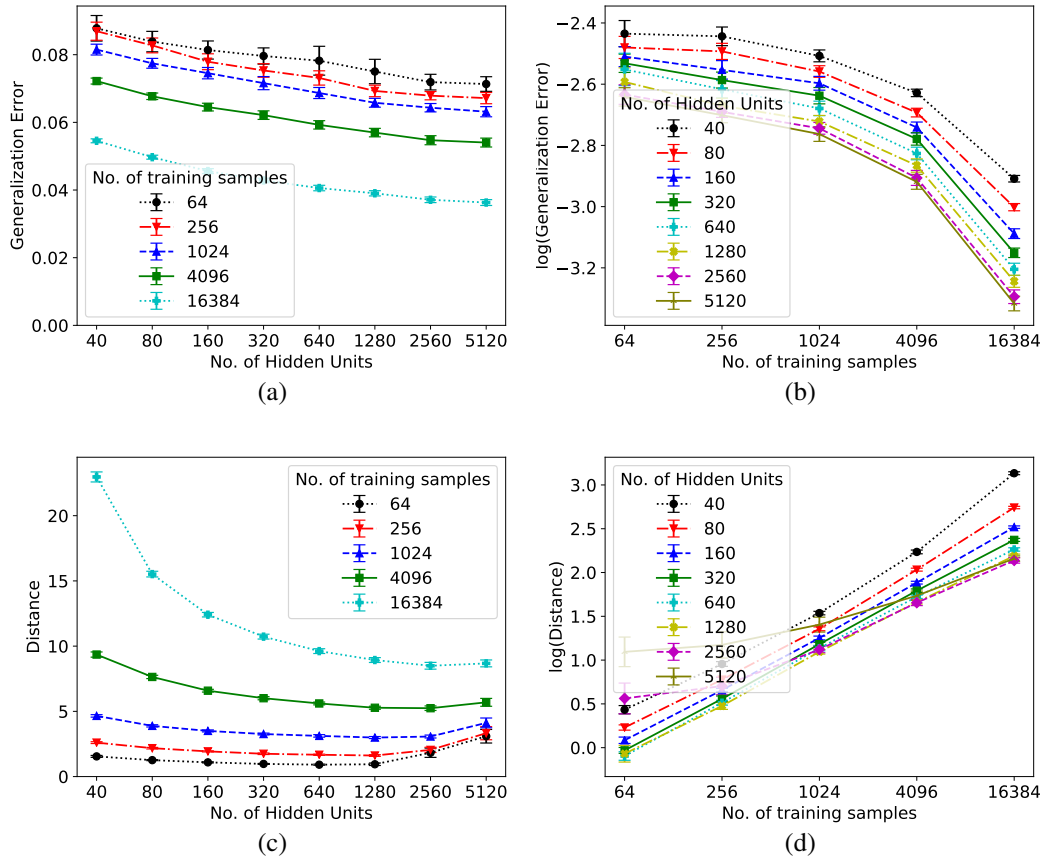 Generalization Error
0.08
0.06
0.04
0.02
0.00
No. of training samples
64
256
1024
4096
16384
40 80 160 320 640 1280 2560 5120
No. of Hidden Units
(a)
log(Generalization Error)
−2.4
−2.6
−2.8
−3.0
−3.2
No. of Hidden Units
40
80
160
320
640
1280
2560
5120
64 256 1024 4096 16384
No. of training samples
(b)
Distance
20
15
10
5
0
No. of training samples
64
256
1024
4096
16384
40 80 160 320 640 1280 2560 5120
No. of Hidden Units
(c)
log(Distance)
3.0
2.5
2.0
1.5
1.0
0.5
0.0
No. of Hidden Units
40
80
160
320
640
1280
2560
5120
64 256 1024 4096 16384
No. of training samples
(d)